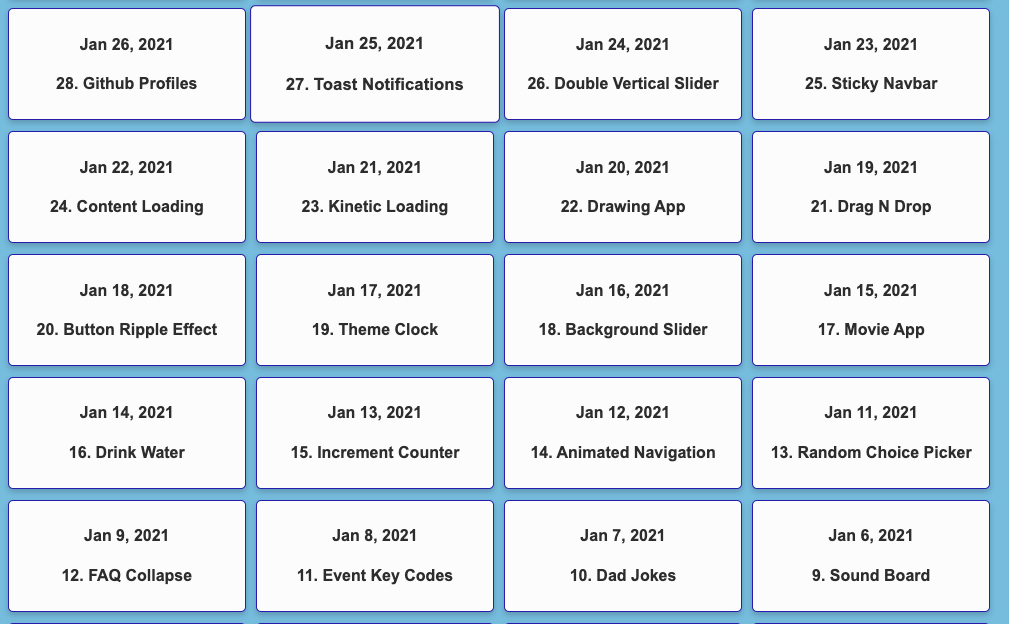 Jan 26, 2021
28. Github Profiles
Jan 25, 2021
27. Toast Notifications
Jan 24, 2021
26. Double Vertical Slider
Jan 23, 2021
25. Sticky Navbar
Jan 22, 2021
24. Content Loading
Jan 21, 2021
23. Kinetic Loading
Jan 20, 2021
22. Drawing App
Jan 19, 2021
21. Drag N Drop
Jan 18, 2021
20. Button Ripple Effect
Jan 17, 2021
19. Theme Clock
Jan 16, 2021
18. Background Slider
Jan 15, 2021
17. Movie App
Jan 14, 2021
16. Drink Water
Jan 13, 2021
15. Increment Counter
Jan 12, 2021
14. Animated Navigation
Jan 11, 2021
13. Random Choice Picker
Jan 9, 2021
12. FAQ Collapse
Jan 8, 2021
11. Event Key Codes
Jan 7, 2021
10. Dad Jokes
Jan 6, 2021
9. Sound Board